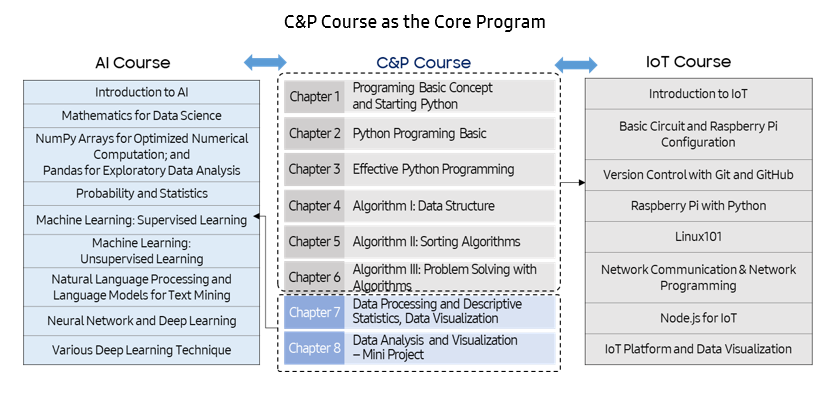 C&P Course as the Core Program
AI Course
Introduction to AI
Mathematics for Data Science
NumPy Arrays for Optimized Numerical
Computation; and
Pandas for Exploratory Data Analysis
Probability and Statistics
Machine Learning: Supervised Learning
Machine Learning:
Unsupervised Learning
Natural Language Processing and
Language Models for Text Mining
Neural Network and Deep Learning
Various Deep Learning Technique
C&P Course
Chapter 1
Programing Basic Concept
and Starting Python
Chapter 2
Python Programing Basic
Chapter 3
Effective Python Programming
Chapter 4
Algorithm I: Data Structure
Chapter 5
Algorithm II: Sorting Algorithms
Chapter 6
Algorithm III: Problem Solving with
Algorithms
Chapter 7
Data Processing and Descriptive
Statistics, Data Visualization
Chapter 8
Data Analysis and Visualization
– Mini Project
IoT Course
Introduction to IoT
Basic Circuit and Raspberry Pi
Configuration
Version Control with Git and GitHub
Raspberry Pi with Python
Linux101
Network Communication & Network
Programming
Node.js for IoT
IoT Platform and Data Visualization